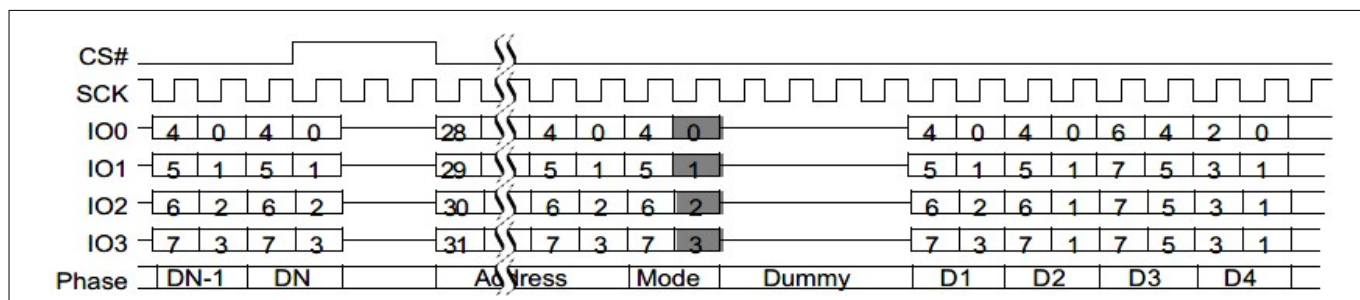 CS#
SCK
IO0 4 0 4 0 28 4 0 4 0 4 0 4 0 6 4 2 0
IO1 5 1 5 1 29 5 1 5 1 5 1 5 1 7 5 3 1
IO2 6 2 6 2 30 6 2 6 2 6 2 6 1 7 5 3 1
IO3 7 3 7 3 31 7 3 7 3 7 3 7 1 7 5 3 1
Phase DN-1 DN Address Mode Dummy D1 D2 D3 D4